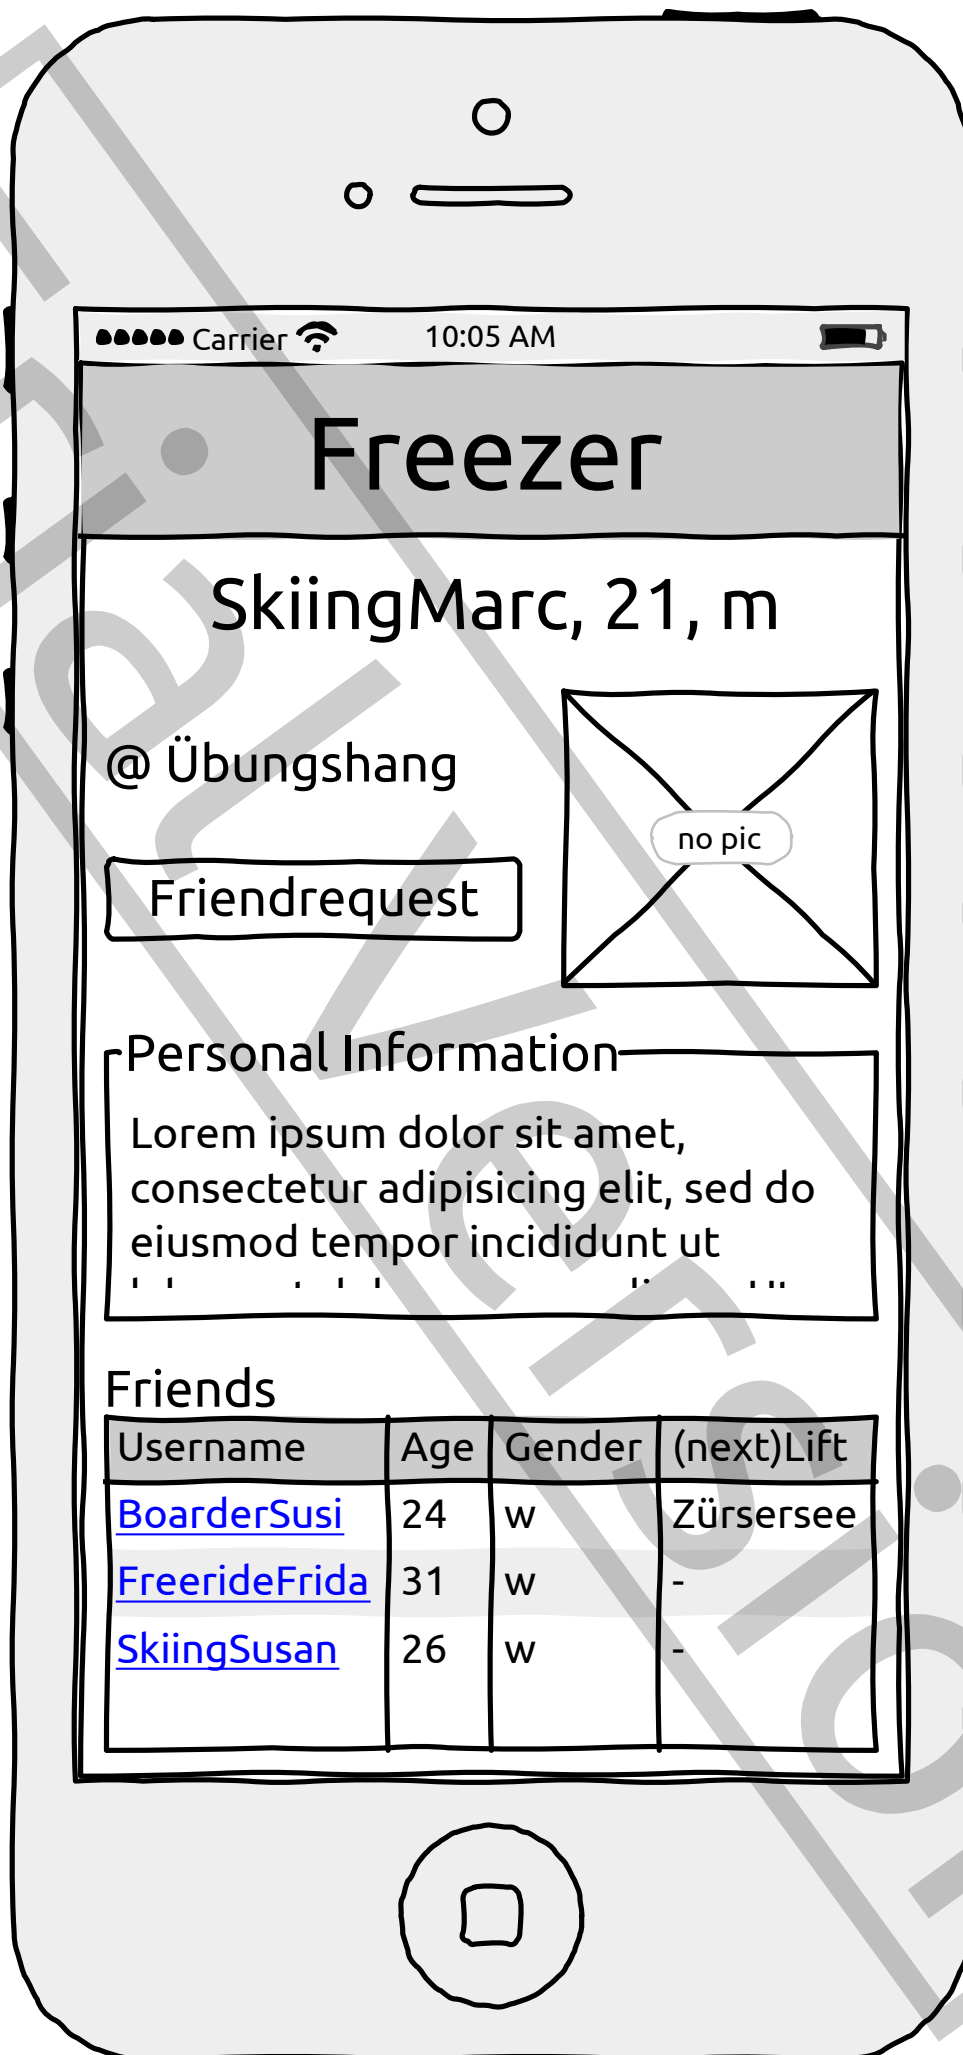 Carrier 10:05 AM
Freezer
SkiingMarc, 21, m
@ Übungshang
no pic
Friendrequest
Personal Information
Lorem ipsum dolor sit amet,
consectetur adipisicing elit, sed do
eiusmod tempor incididunt ut
Friends
Username Age Gender (next)Lift
BoarderSusi 24 w Zürsersee
FreerideFrida 31 w -
SkiingSusan 26 w -
Trial Version